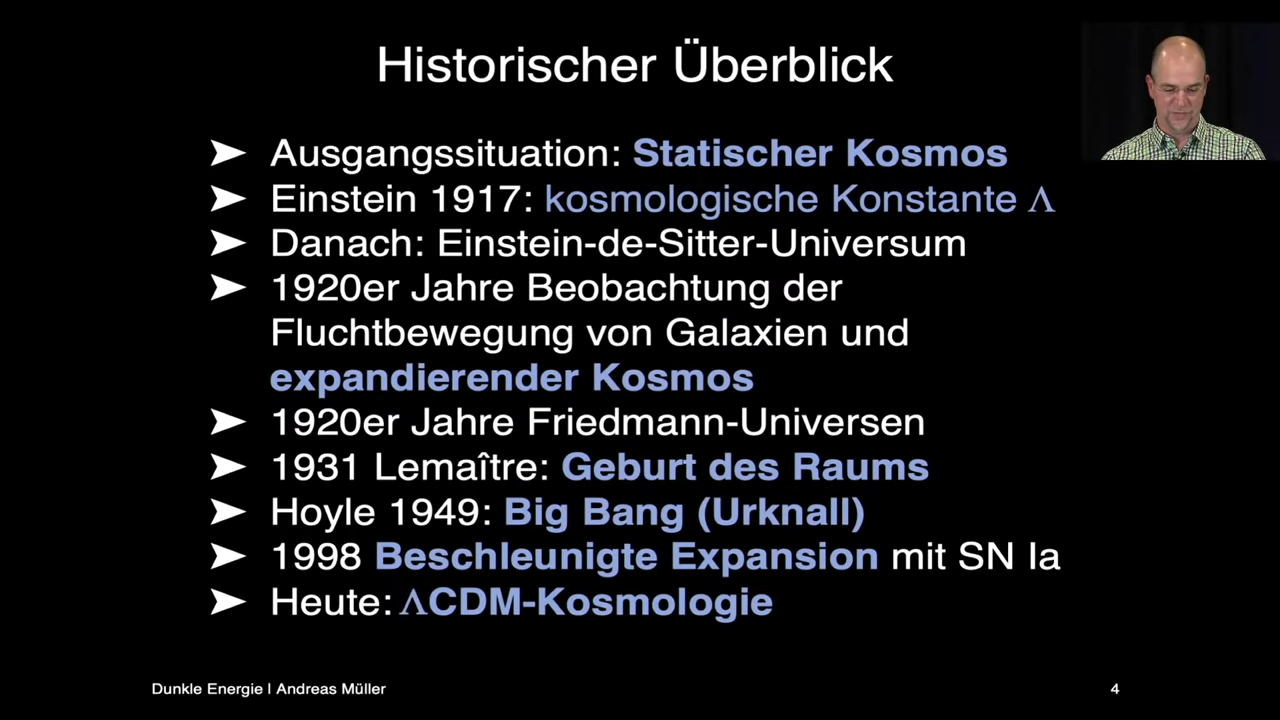 Historischer Überblick
➤ Ausgangssituation: Statischer Kosmos
➤ Einstein 1917: kosmologische Konstante Λ
➤ Danach: Einstein-de-Sitter-Universum
➤ 1920er Jahre Beobachtung der
Fluchtbewegung von Galaxien und
expandierender Kosmos
➤ 1920er Jahre Friedmann-Universen
➤ 1931 Lemaître: Geburt des Raums
➤ Hoyle 1949: Big Bang (Urknall)
➤ 1998 Beschleunigte Expansion mit SN Ia
➤ Heute: ΛCDM-Kosmologie
Dunkle Energie | Andreas Müller
4